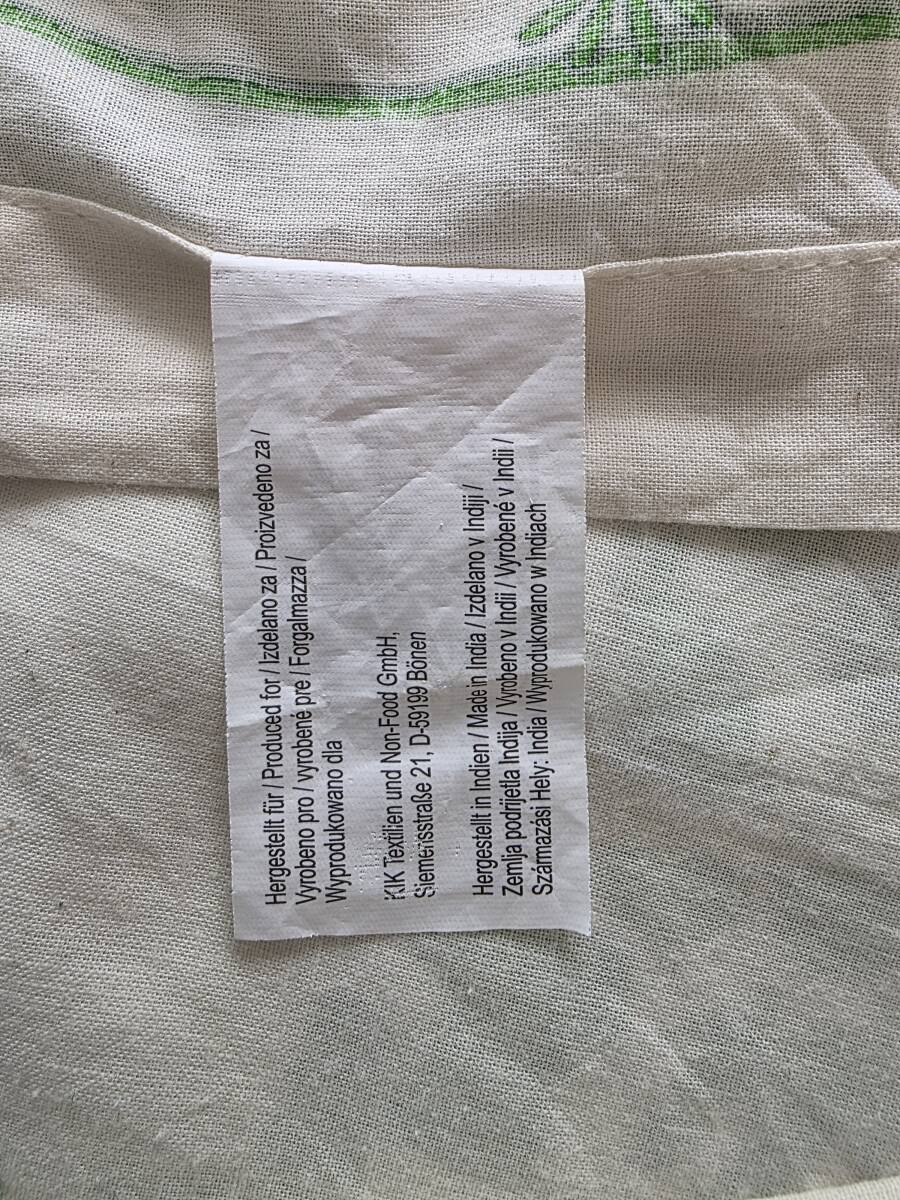 Hergestellt für / Produced for / Izdelano za / Proizvedeno za /
Vyrobeno pro / vyrobené pre / Forgalmazza /
Wyprodukowano dla
KIK Textilien und Non-Food GmbH,
Siemensstraße 21, D-59199 Bönen
Hergestellt in Indien / Made in India / Izdelano v Indiji /
Zemlja podrijetla Indija / Vyrobeno v Indii / Vyrobené v Indii /
Származási Hely: India / Wyprodukowano w Indiach